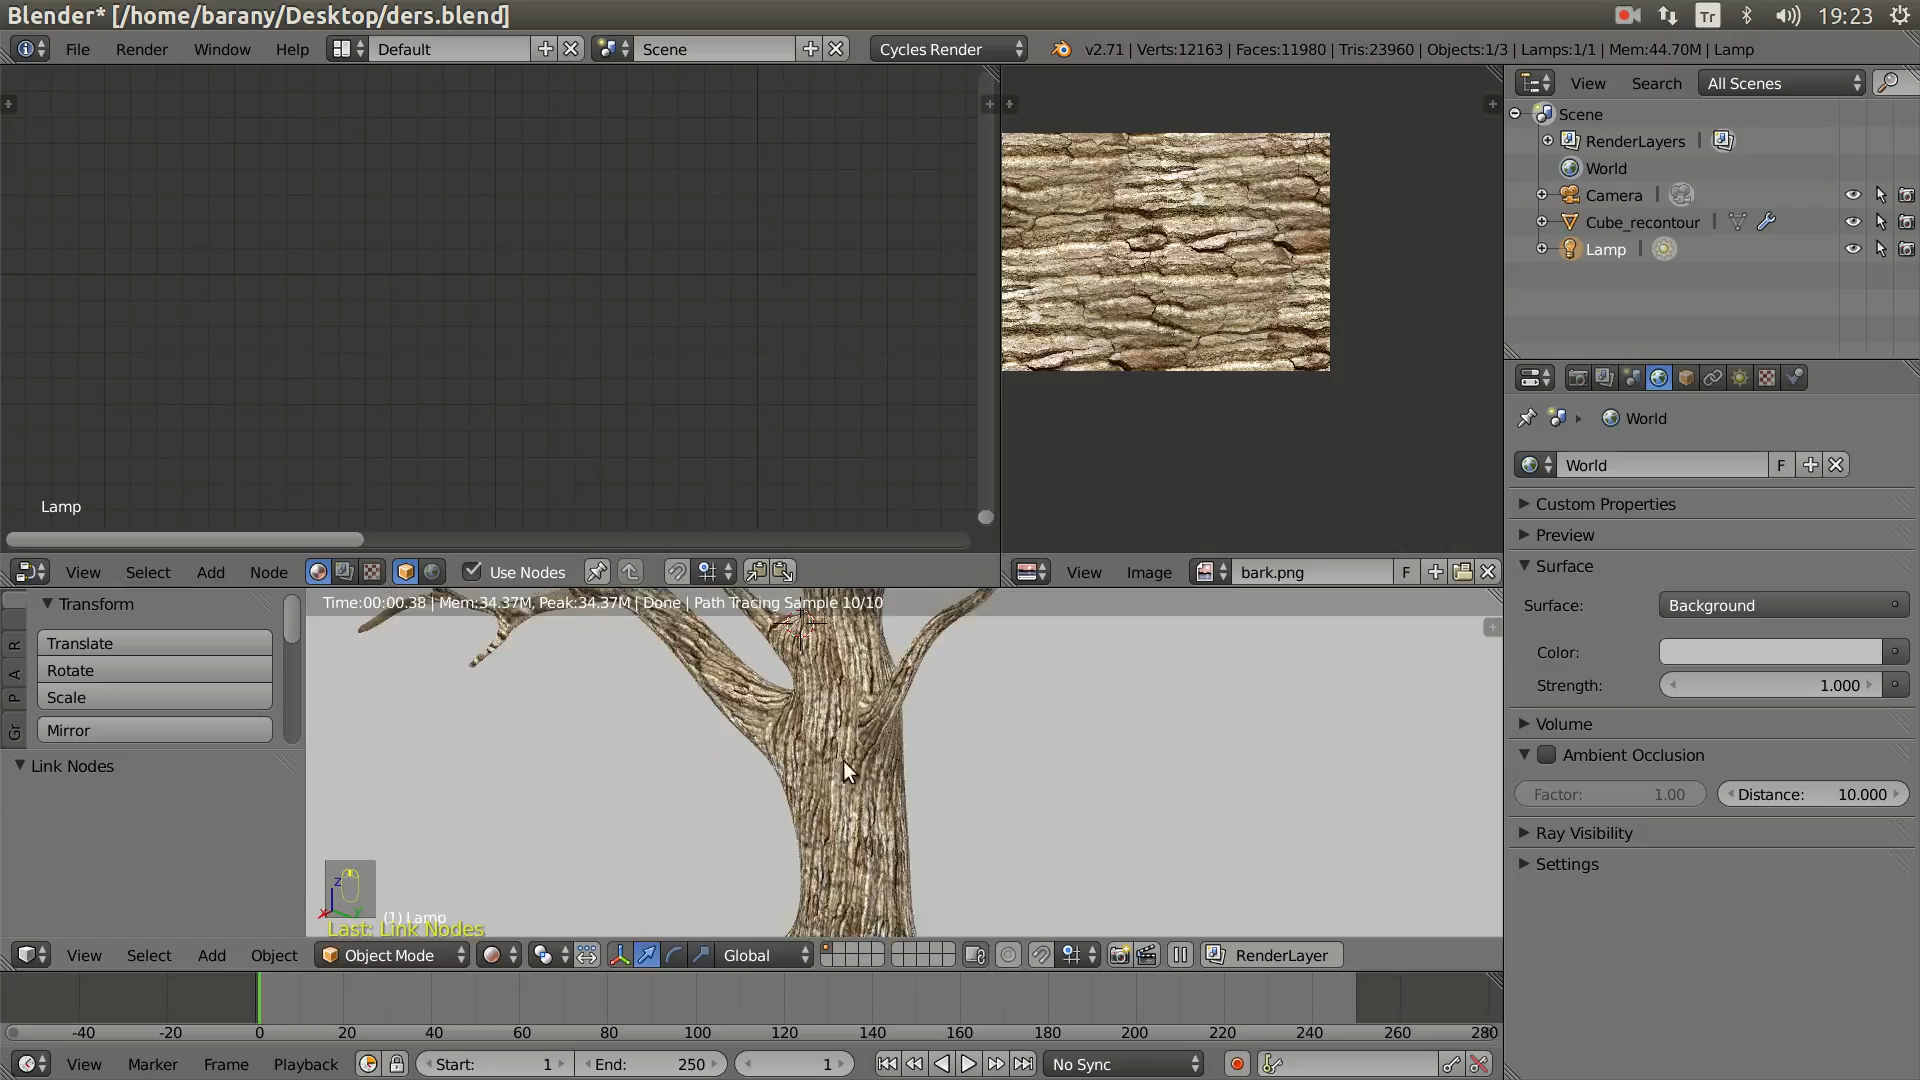 Blender* [/home/barany/Desktop/ders.blend]
Tr
19:23
File Render Window Help Default Scene Cycles Render v2.71 | Verts:12163 | Faces:11980 | Tris:23960 | Objects:1/3 | Lamps:1/1 | Mem:44.70M | Lamp
View Search All Scenes
Scene
RenderLayers
World
Camera
Cube_recontour
Lamp
World
World F
Custom Properties
Preview
Surface
Surface: Background
Color:
Strength: 1.000
Volume
Ambient Occlusion
Factor: 1.00 Distance: 10.000
Ray Visibility
Settings
Lamp
View Select Add Node Use Nodes
View Image bark.png F
Transform
Translate
Rotate
Scale
Mirror
Link Nodes
R
A
P
Gr
Time:00:00.38 | Mem:34.37M, Peak:34.37M | Done | Path Tracing Sample 10/10
z
x
y
(1) Lamp
Last: Link Nodes
View Select Add Object Object Mode Global RenderLayer
-40 -20 0 20 40 60 80 100 120 140 160 180 200 220 240 260 280
View Marker Frame Playback Start: 1 End: 250 1 No Sync